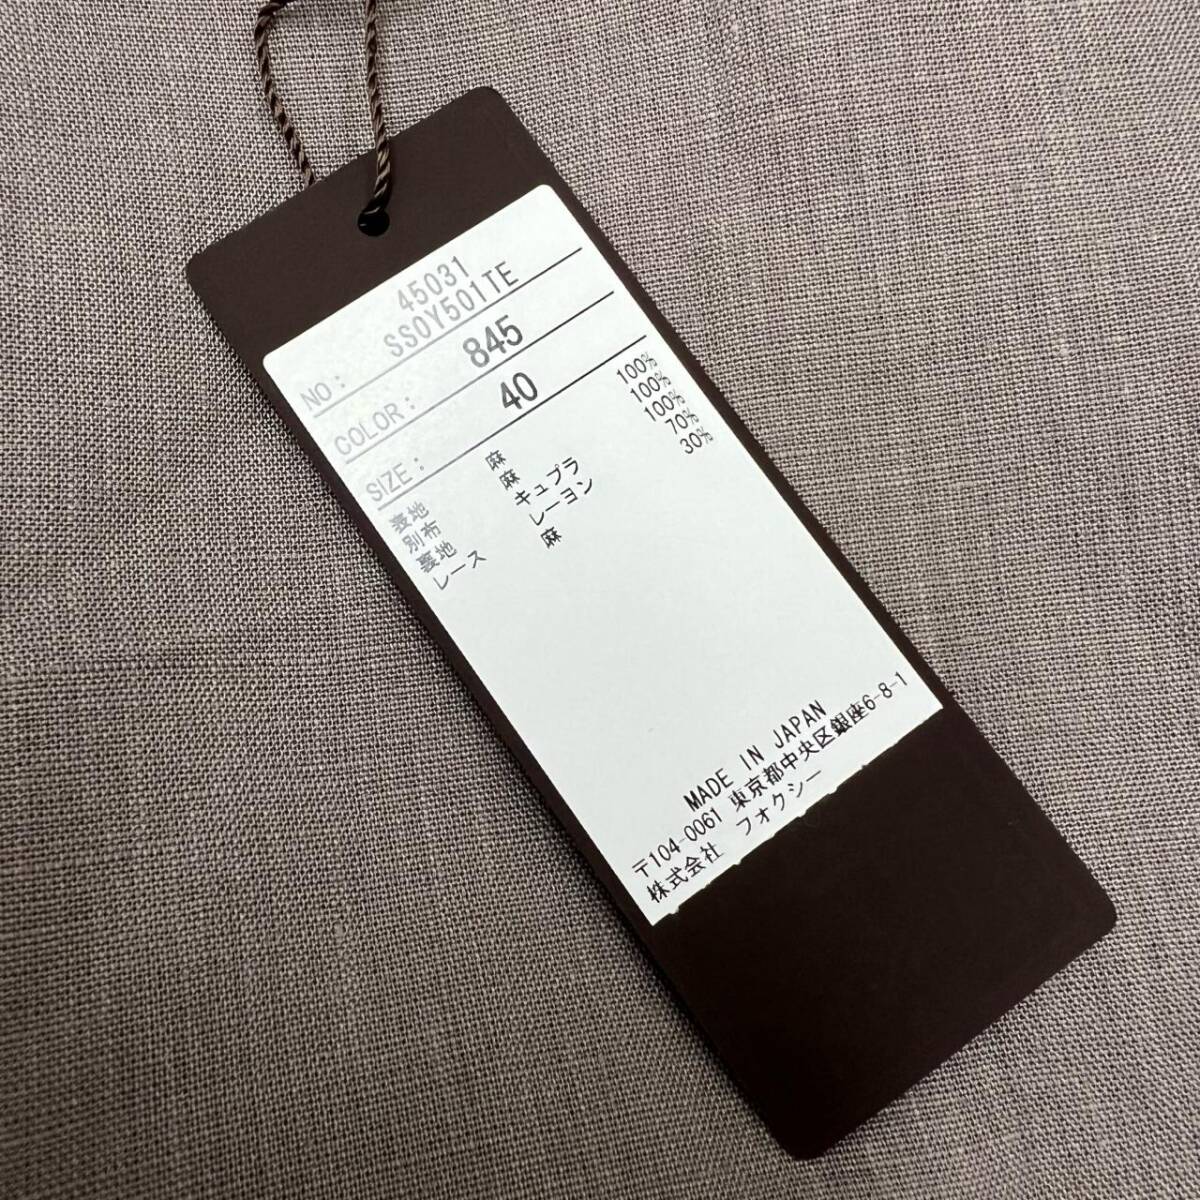 45031
NO: SS0Y501TE
COLOR: 845
SIZE: 40
表地 麻 100%
別布 麻 100%
裏地 キュプラ 100%
レース レーヨン 70%
麻 30%
MADE IN JAPAN
〒104-0061 東京都中央区銀座6-8-1
株式会社 フォクシー